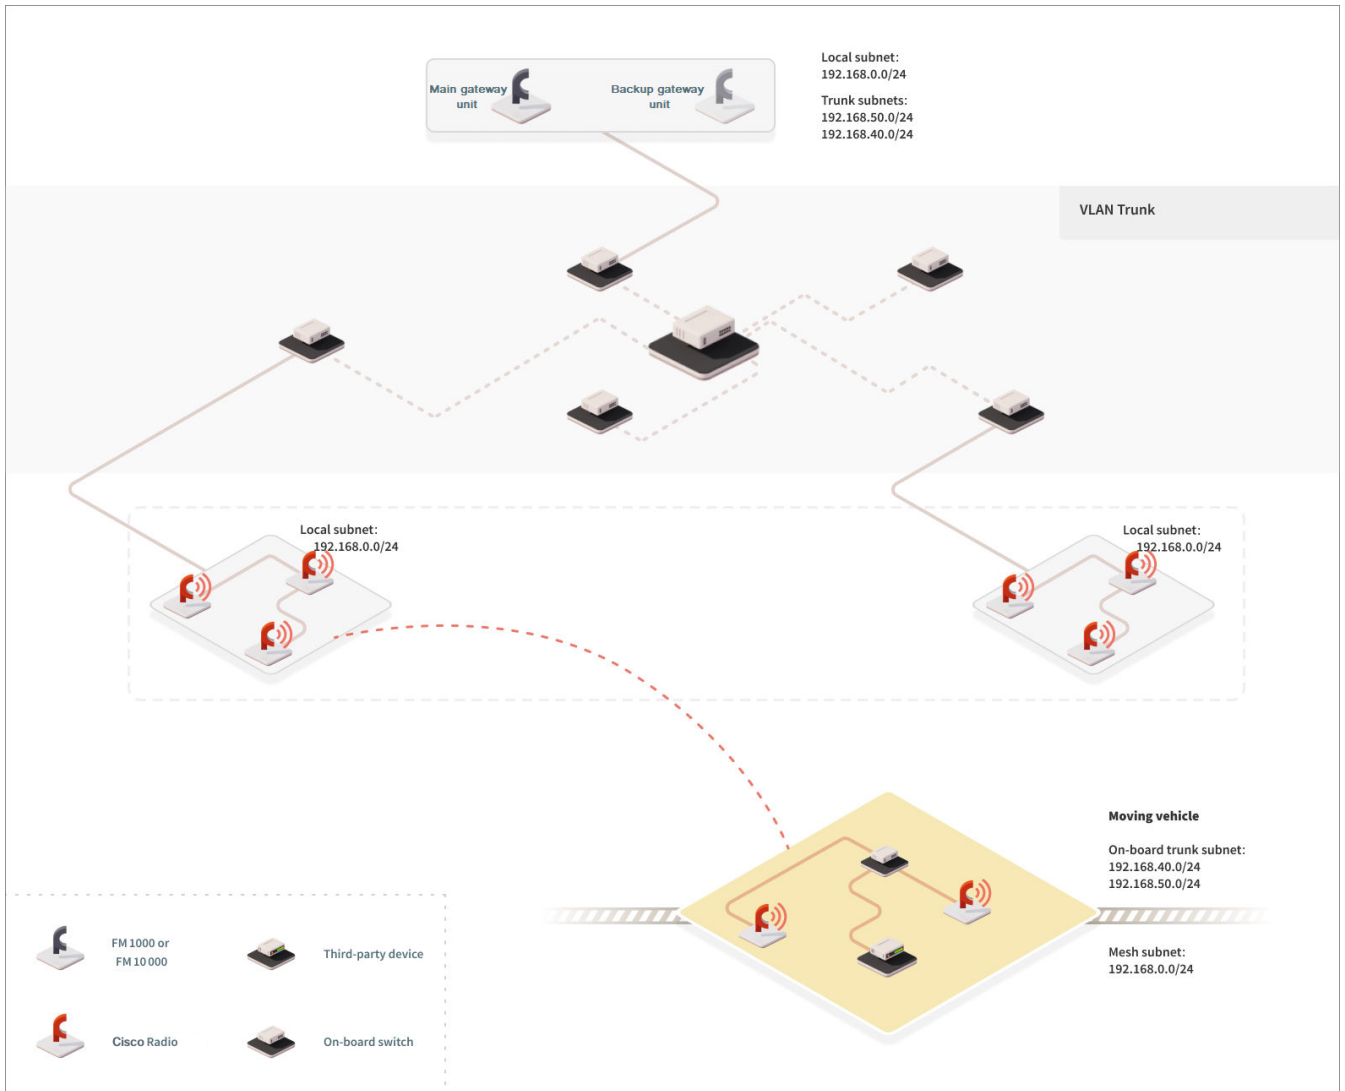 Local subnet:
192.168.0.0/24
Main gateway
unit
Backup gateway
unit
Trunk subnets:
192.168.50.0/24
192.168.40.0/24
VLAN Trunk
Local subnet:
192.168.0.0/24
Local subnet:
192.168.0.0/24
Moving vehicle
On-board trunk subnet:
192.168.40.0/24
192.168.50.0/24
Mesh subnet:
192.168.0.0/24
FM 1000 or
FM 10 000
Third-party device
Cisco Radio
On-board switch